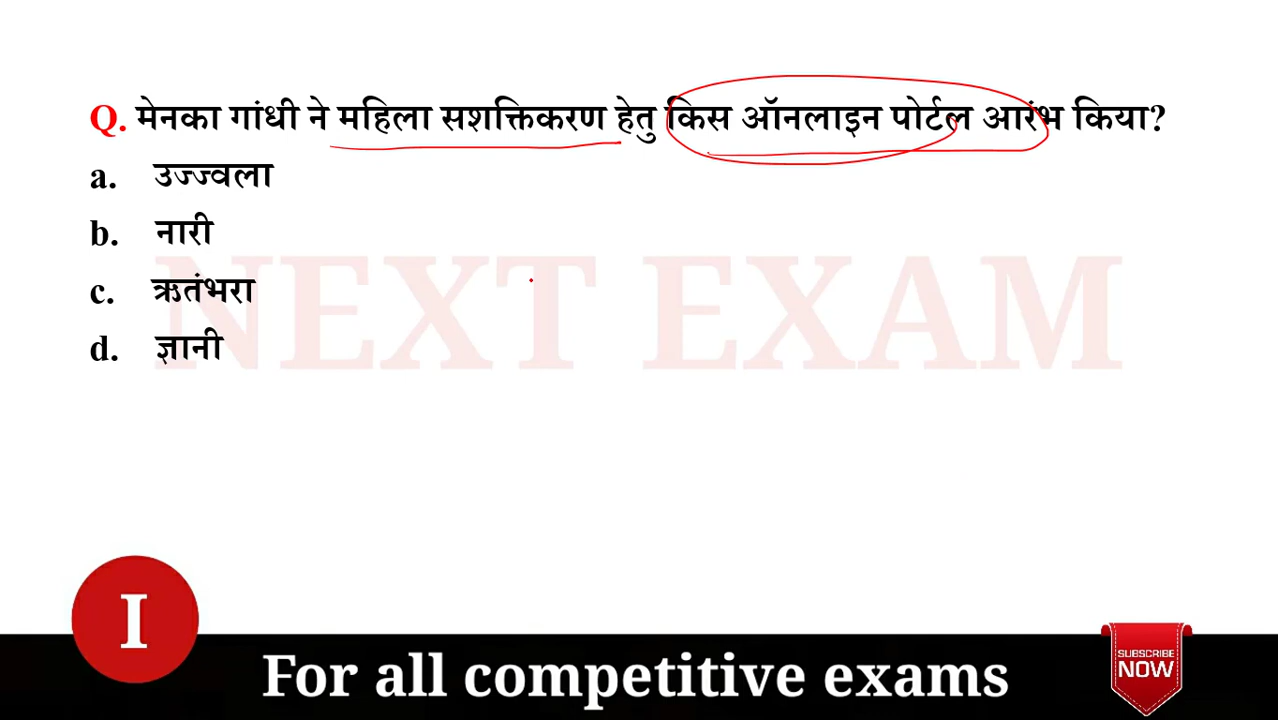 Q. मेनका गांधी ने महिला सशक्तिकरण हेतु किस ऑनलाइन पोर्टल आरंभ किया?
a. उज्ज्वला
b. नारी
c. ऋतंभरा
d. ज्ञानी
NEXT EXAM
I
For all competitive exams
SUBSCRIBE
NOW